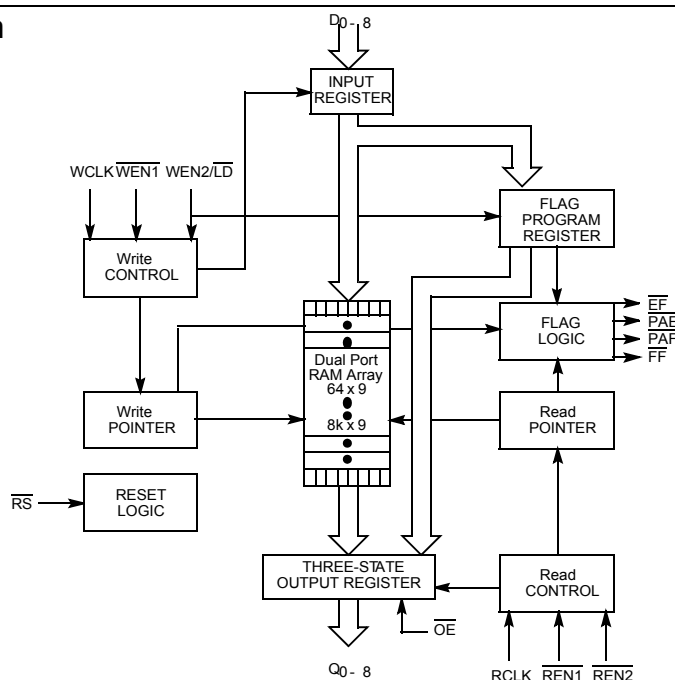 D0 - 8
INPUT
REGISTER
WCLK WEN1 WEN2/LD
FLAG
PROGRAM
REGISTER
Write
CONTROL
EF
PAE
PAF
FF
FLAG
LOGIC
Dual Port
RAM Array
64 x 9
8k x 9
Write
POINTER
Read
POINTER
RS
RESET
LOGIC
THREE-STATE
OUTPUT REGISTER
Read
CONTROL
OE
Q0 - 8
RCLK REN1 REN2